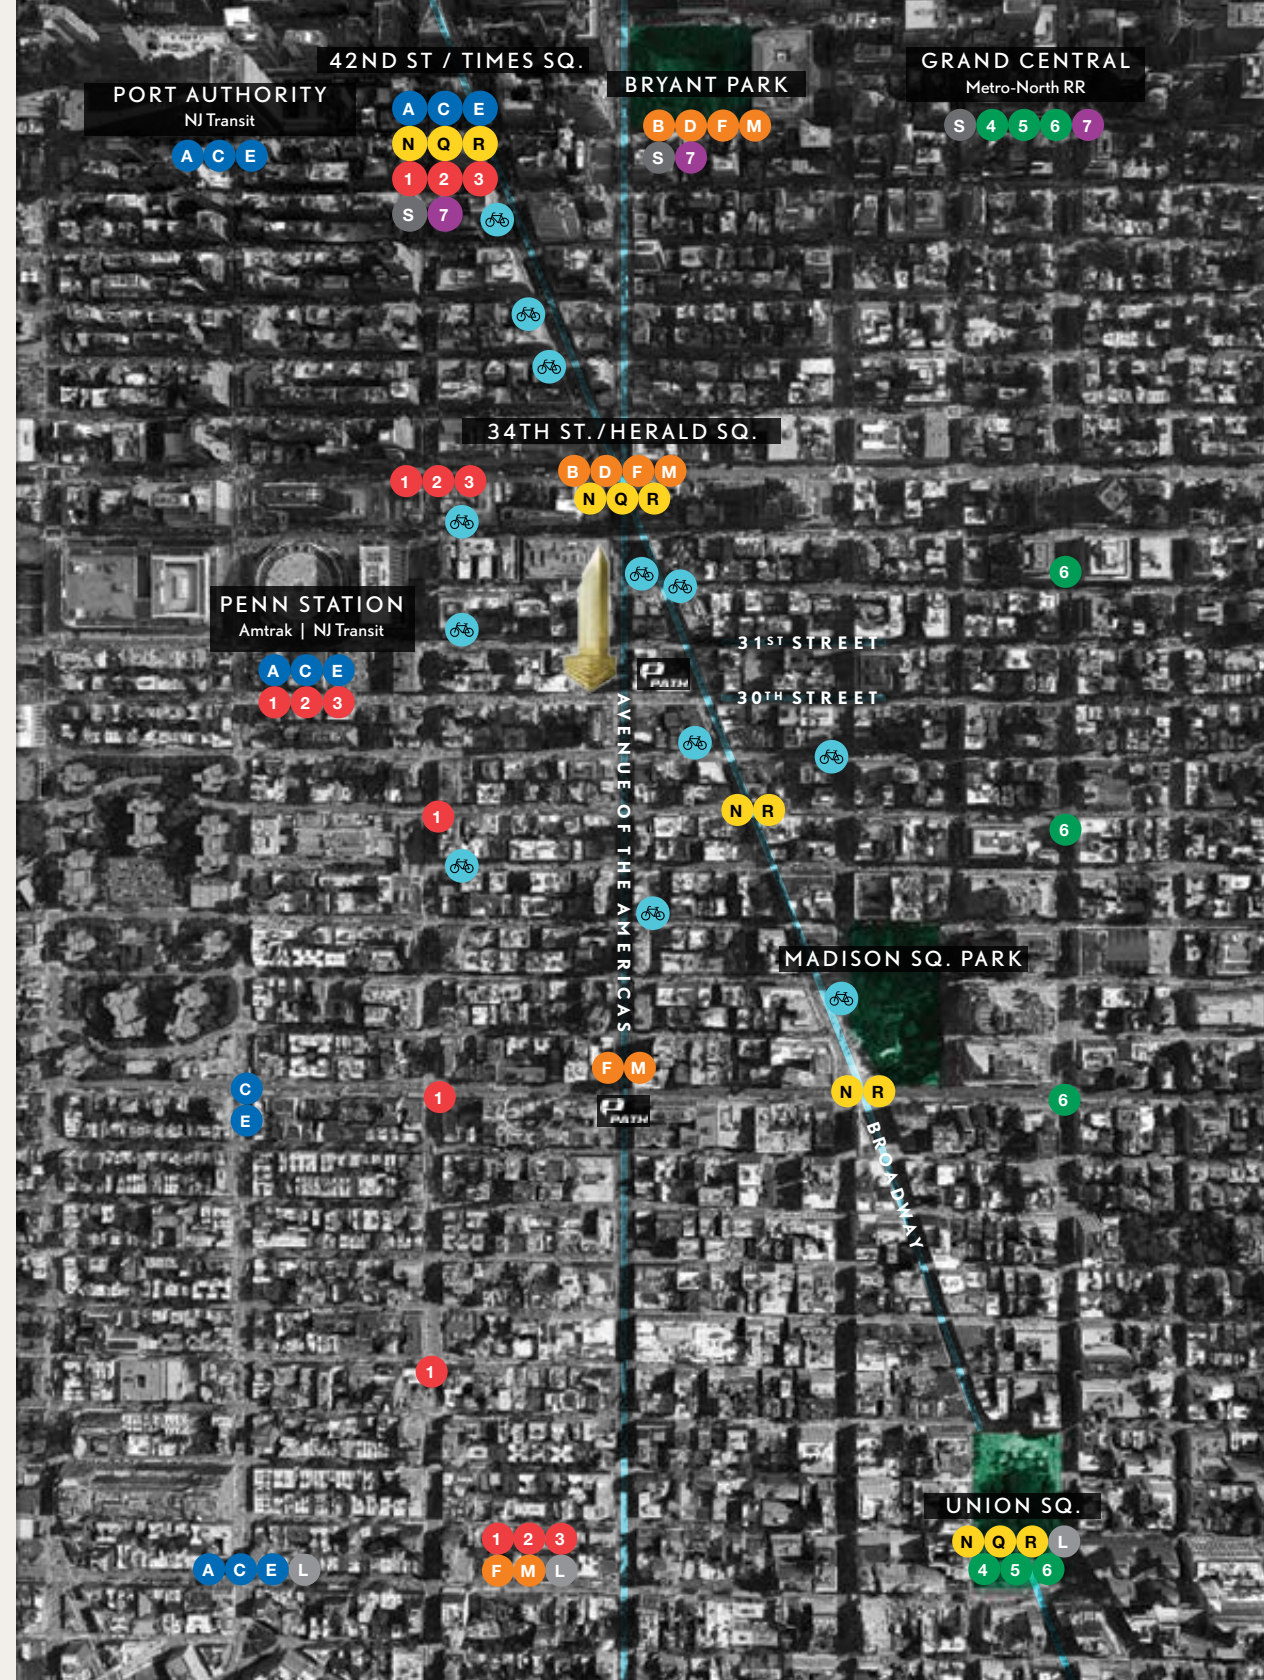 42ND ST / TIMES SQ.
A C E
N Q R
1 2 3
S 7
PORT AUTHORITY
NJ Transit
A C E
BRYANT PARK
B D F M
S 7
GRAND CENTRAL
Metro-North RR
S 4 5 6 7
34TH ST./HERALD SQ.
B D F M
N Q R
1 2 3
6
PENN STATION
Amtrak | NJ Transit
A C E
1 2 3
31ST STREET
PATH
30TH STREET
AVENUE OF THE AMERICAS
N R
1
6
MADISON SQ. PARK
F M
PATH
C
E
1
N R
6
BROADWAY
1
UNION SQ.
N Q R L
4 5 6
1 2 3
F M L
A C E L